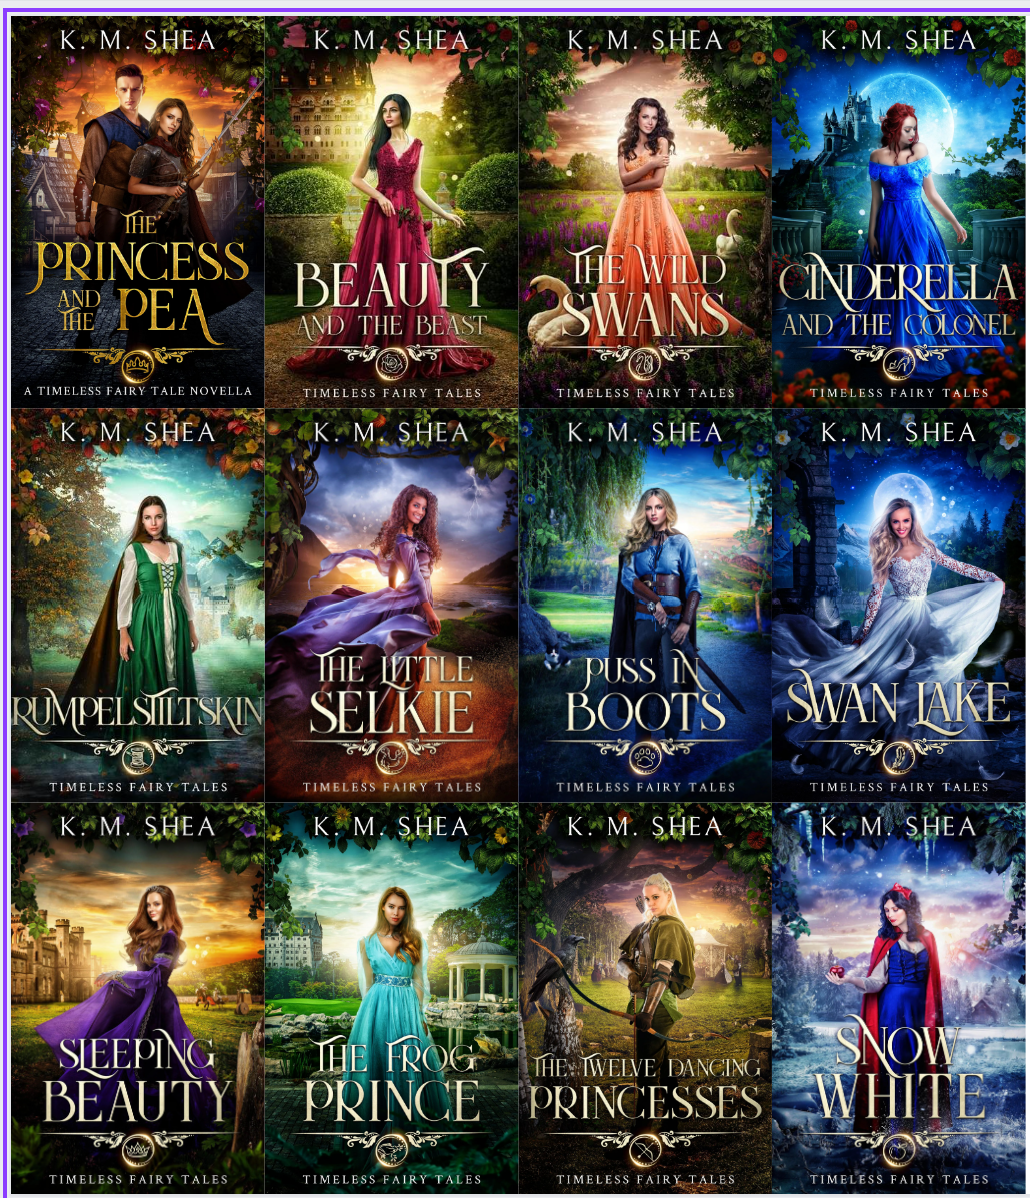 K. M. SHEA
THE
PRINCESS
AND
THE
PEA
A TIMELESS FAIRY TALE NOVELLA
K. M. SHEA
BEAUTY
AND THE BEAST
TIMELESS FAIRY TALES
K. M. SHEA
THE WILD
SWANS
TIMELESS FAIRY TALES
K. M. SHEA
CINDERELLA
AND THE COLONEL
TIMELESS FAIRY TALES
K. M. SHEA
RUMPELSTILTSKIN
TIMELESS FAIRY TALES
K. M. SHEA
THE LITTLE
SELKIE
TIMELESS FAIRY TALES
K. M. SHEA
PUSS IN
BOOTS
TIMELESS FAIRY TALES
K. M. SHEA
SWAN LAKE
TIMELESS FAIRY TALES
K. M. SHEA
SLEEPING
BEAUTY
TIMELESS FAIRY TALES
K. M. SHEA
THE FROG
PRINCE
TIMELESS FAIRY TALES
K. M. SHEA
THE TWELVE DANCING
PRINCESSES
TIMELESS FAIRY TALES
K. M. SHEA
SNOW
WHITE
TIMELESS FAIRY TALES